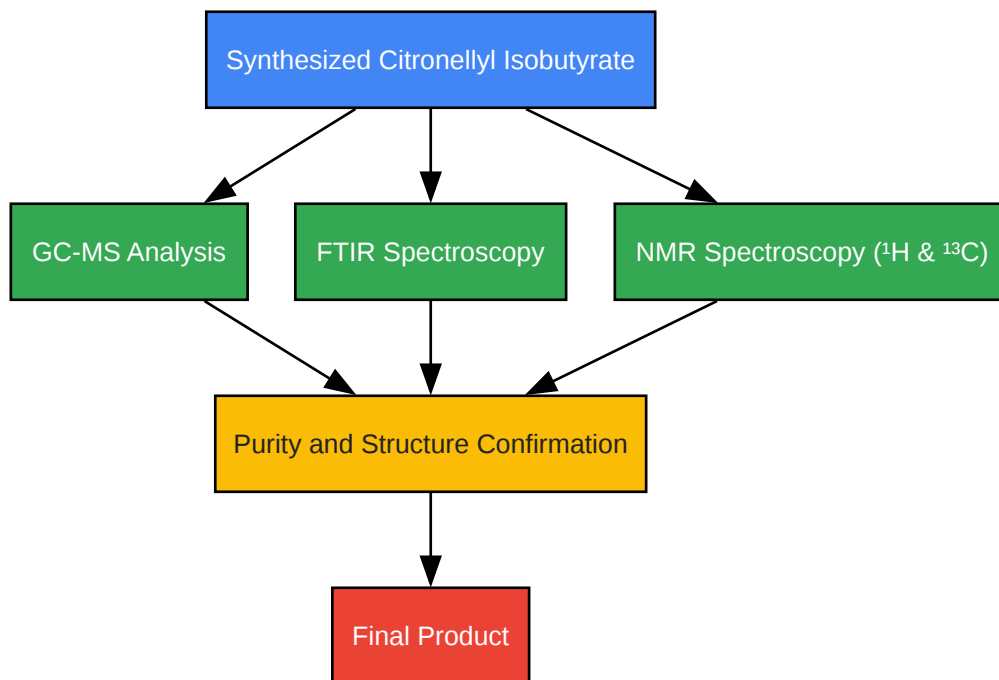 Synthesized Citronellyl Isobutyrate
GC-MS Analysis
FTIR Spectroscopy
NMR Spectroscopy (¹H & ¹³C)
Purity and Structure Confirmation
Final Product